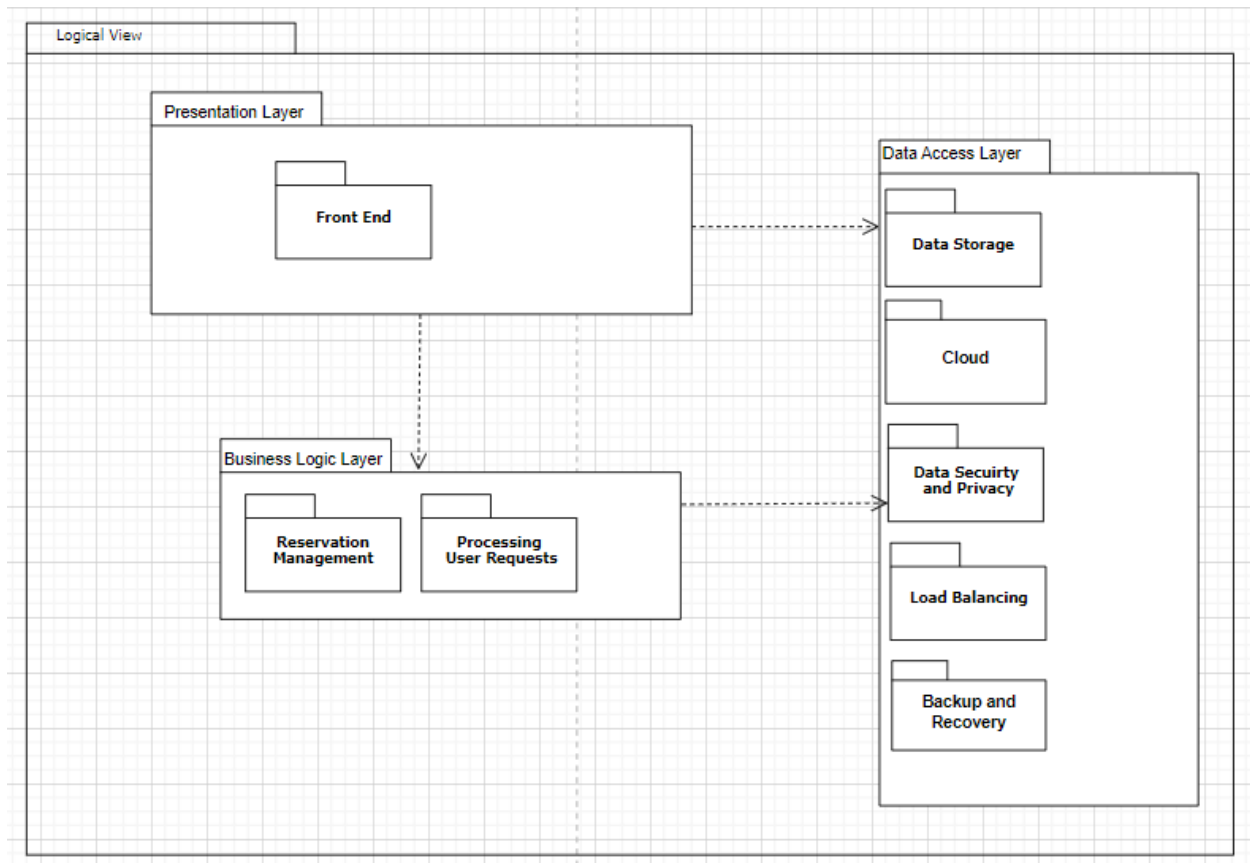 Logical View
Presentation Layer
Front End
Data Access Layer
Data Storage
Cloud
Data Secuirty
and Privacy
Load Balancing
Backup and
Recovery
Business Logic Layer
Reservation
Management
Processing
User Requests